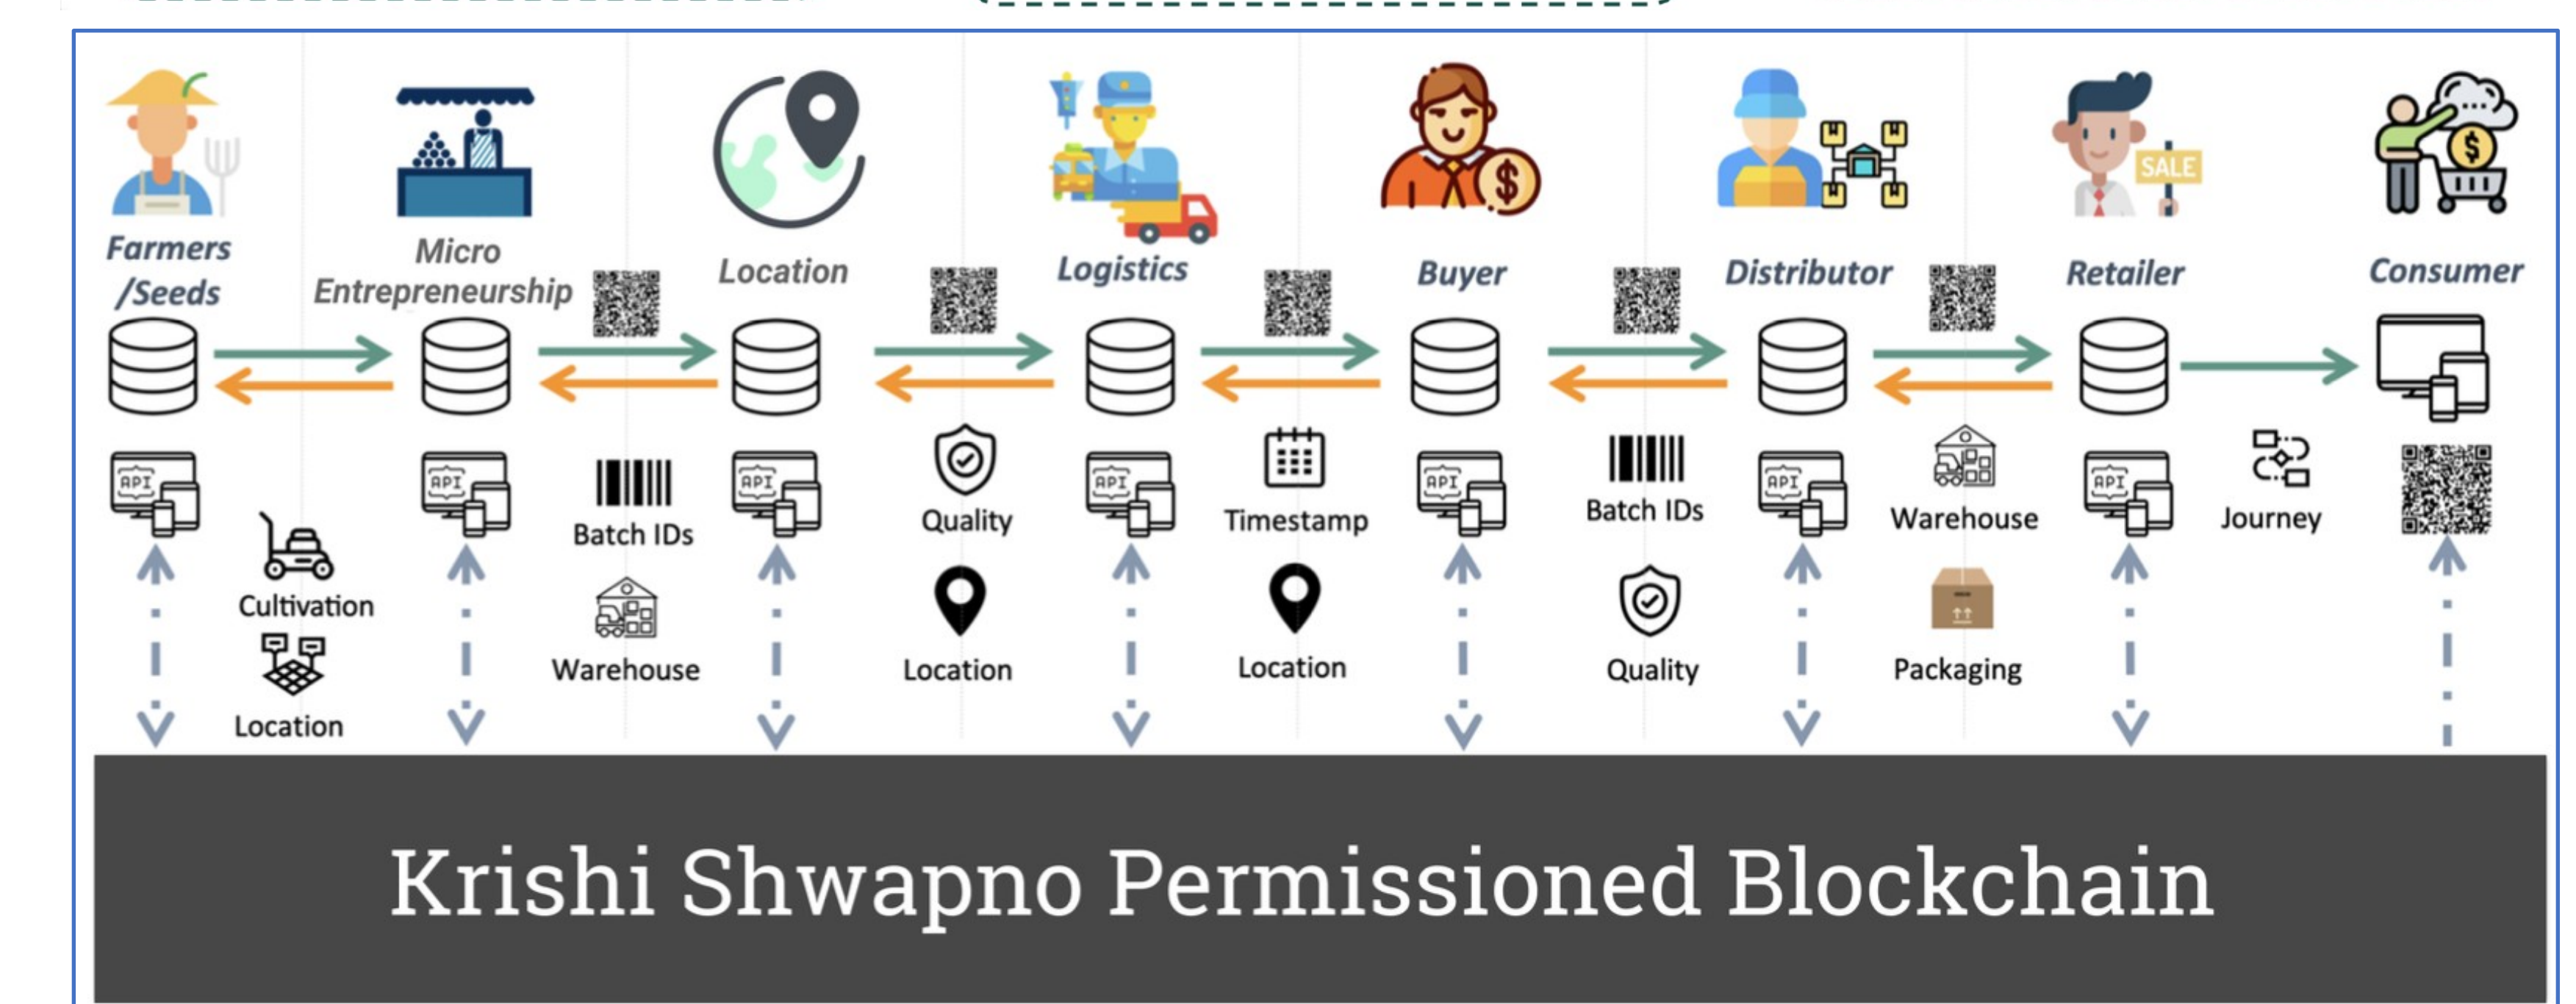 Farmers
/Seeds
Micro
Entrepreneurship
Location
Logistics
Buyer
Distributor
Retailer
Consumer
SALE
API
API
API
API
API
API
API
Cultivation
Location
Batch IDs
Warehouse
Quality
Location
Timestamp
Location
Batch IDs
Quality
Warehouse
Packaging
Journey
Krishi Shwapno Permissioned Blockchain